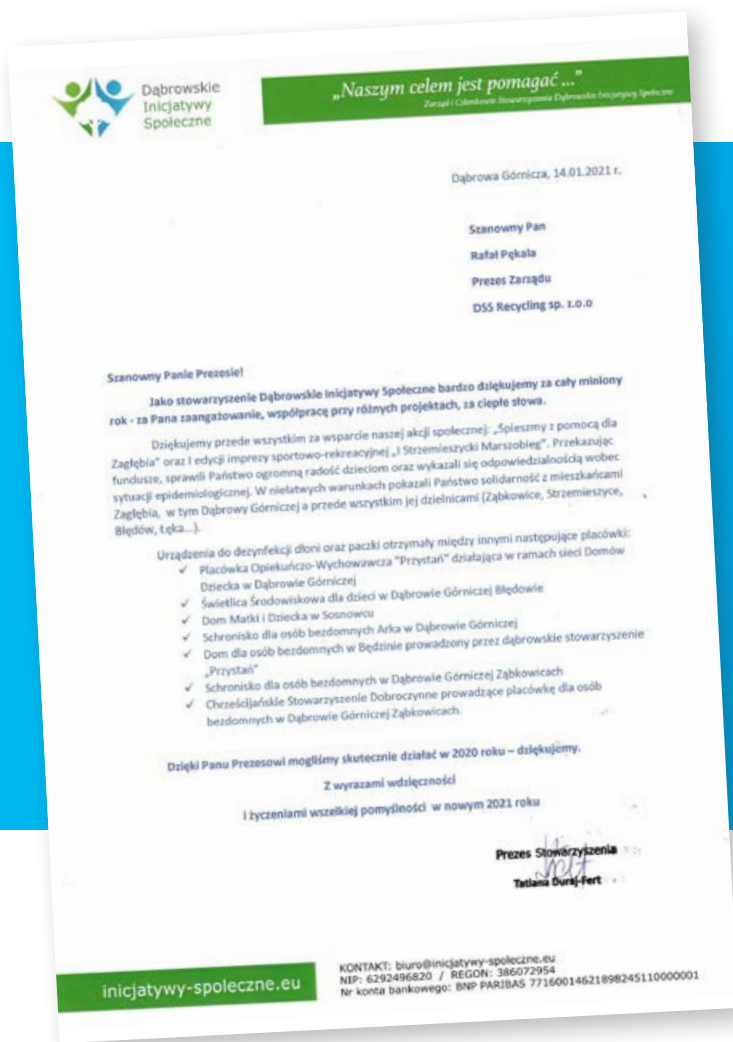 Dąbrowskie
Inicjatywy
Społeczne
„Naszym celem jest pomagać ..."
Zarząd i Członkowie Stowarzyszenia Dąbrowskie Inicjatywy Społeczne
Dąbrowa Górnicza, 14.01.2021 r.
Szanowny Pan
Rafał Pękala
Prezes Zarządu
DSS Recycling sp. z.o.o
Szanowny Panie Prezesie!
Jako stowarzyszenie Dąbrowskie Inicjatywy Społeczne bardzo dziękujemy za cały miniony
rok - za Pana zaangażowanie, współpracę przy różnych projektach, za ciepłe słowa.
Dziękujemy przede wszystkim za wsparcie naszej akcji społecznej: „Spieszmy z pomocą dla
Zagłębia" oraz I edycji imprezy sportowo-rekreacyjnej „I Strzemieszycki Marszobieg". Przekazując
fundusze, sprawili Państwo ogromną radość dzieciom oraz wykazali się odpowiedzialnością wobec
sytuacji epidemiologicznej. W niełatwych warunkach pokazali Państwo solidarność z mieszkańcami
Zagłębia, w tym Dąbrowy Górniczej a przede wszystkim jej dzielnicami (Ząbkowice, Strzemieszyce,
Błędów, Łęka...).
Urządzenia do dezynfekcji dłoni oraz paczki otrzymały między innymi następujące placówki:
✓ Placówka Opiekuńczo-Wychowawcza "Przystań" działająca w ramach sieci Domów
Dziecka w Dąbrowie Górniczej
✓ Świetlica Środowiskowa dla dzieci w Dąbrowie Górniczej Błędowie
✓ Dom Matki i Dziecka w Sosnowcu
✓ Schronisko dla osób bezdomnych Arka w Dąbrowie Górniczej
✓ Dom dla osób bezdomnych w Będzinie prowadzony przez dąbrowskie stowarzyszenie
„Przystań"
✓ Schronisko dla osób bezdomnych w Dąbrowie Górniczej Ząbkowicach
✓ Chrześcijańskie Stowarzyszenie Dobroczynne prowadzące placówkę dla osób
bezdomnych w Dąbrowie Górniczej Ząbkowicach.
Dzięki Panu Prezesowi mogliśmy skutecznie działać w 2020 roku – dziękujemy.
Z wyrazami wdzięczności
i życzeniami wszelkiej pomyślności w nowym 2021 roku
Prezes Stowarzyszenia
Tatiana Duraj-Fert
inicjatywy-spoleczne.eu
KONTAKT: biuro@inicjatywy-spoleczne.eu
NIP: 6292496820 / REGON: 386072954
Nr konta bankowego: BNP PARIBAS 77160014621898245110000001